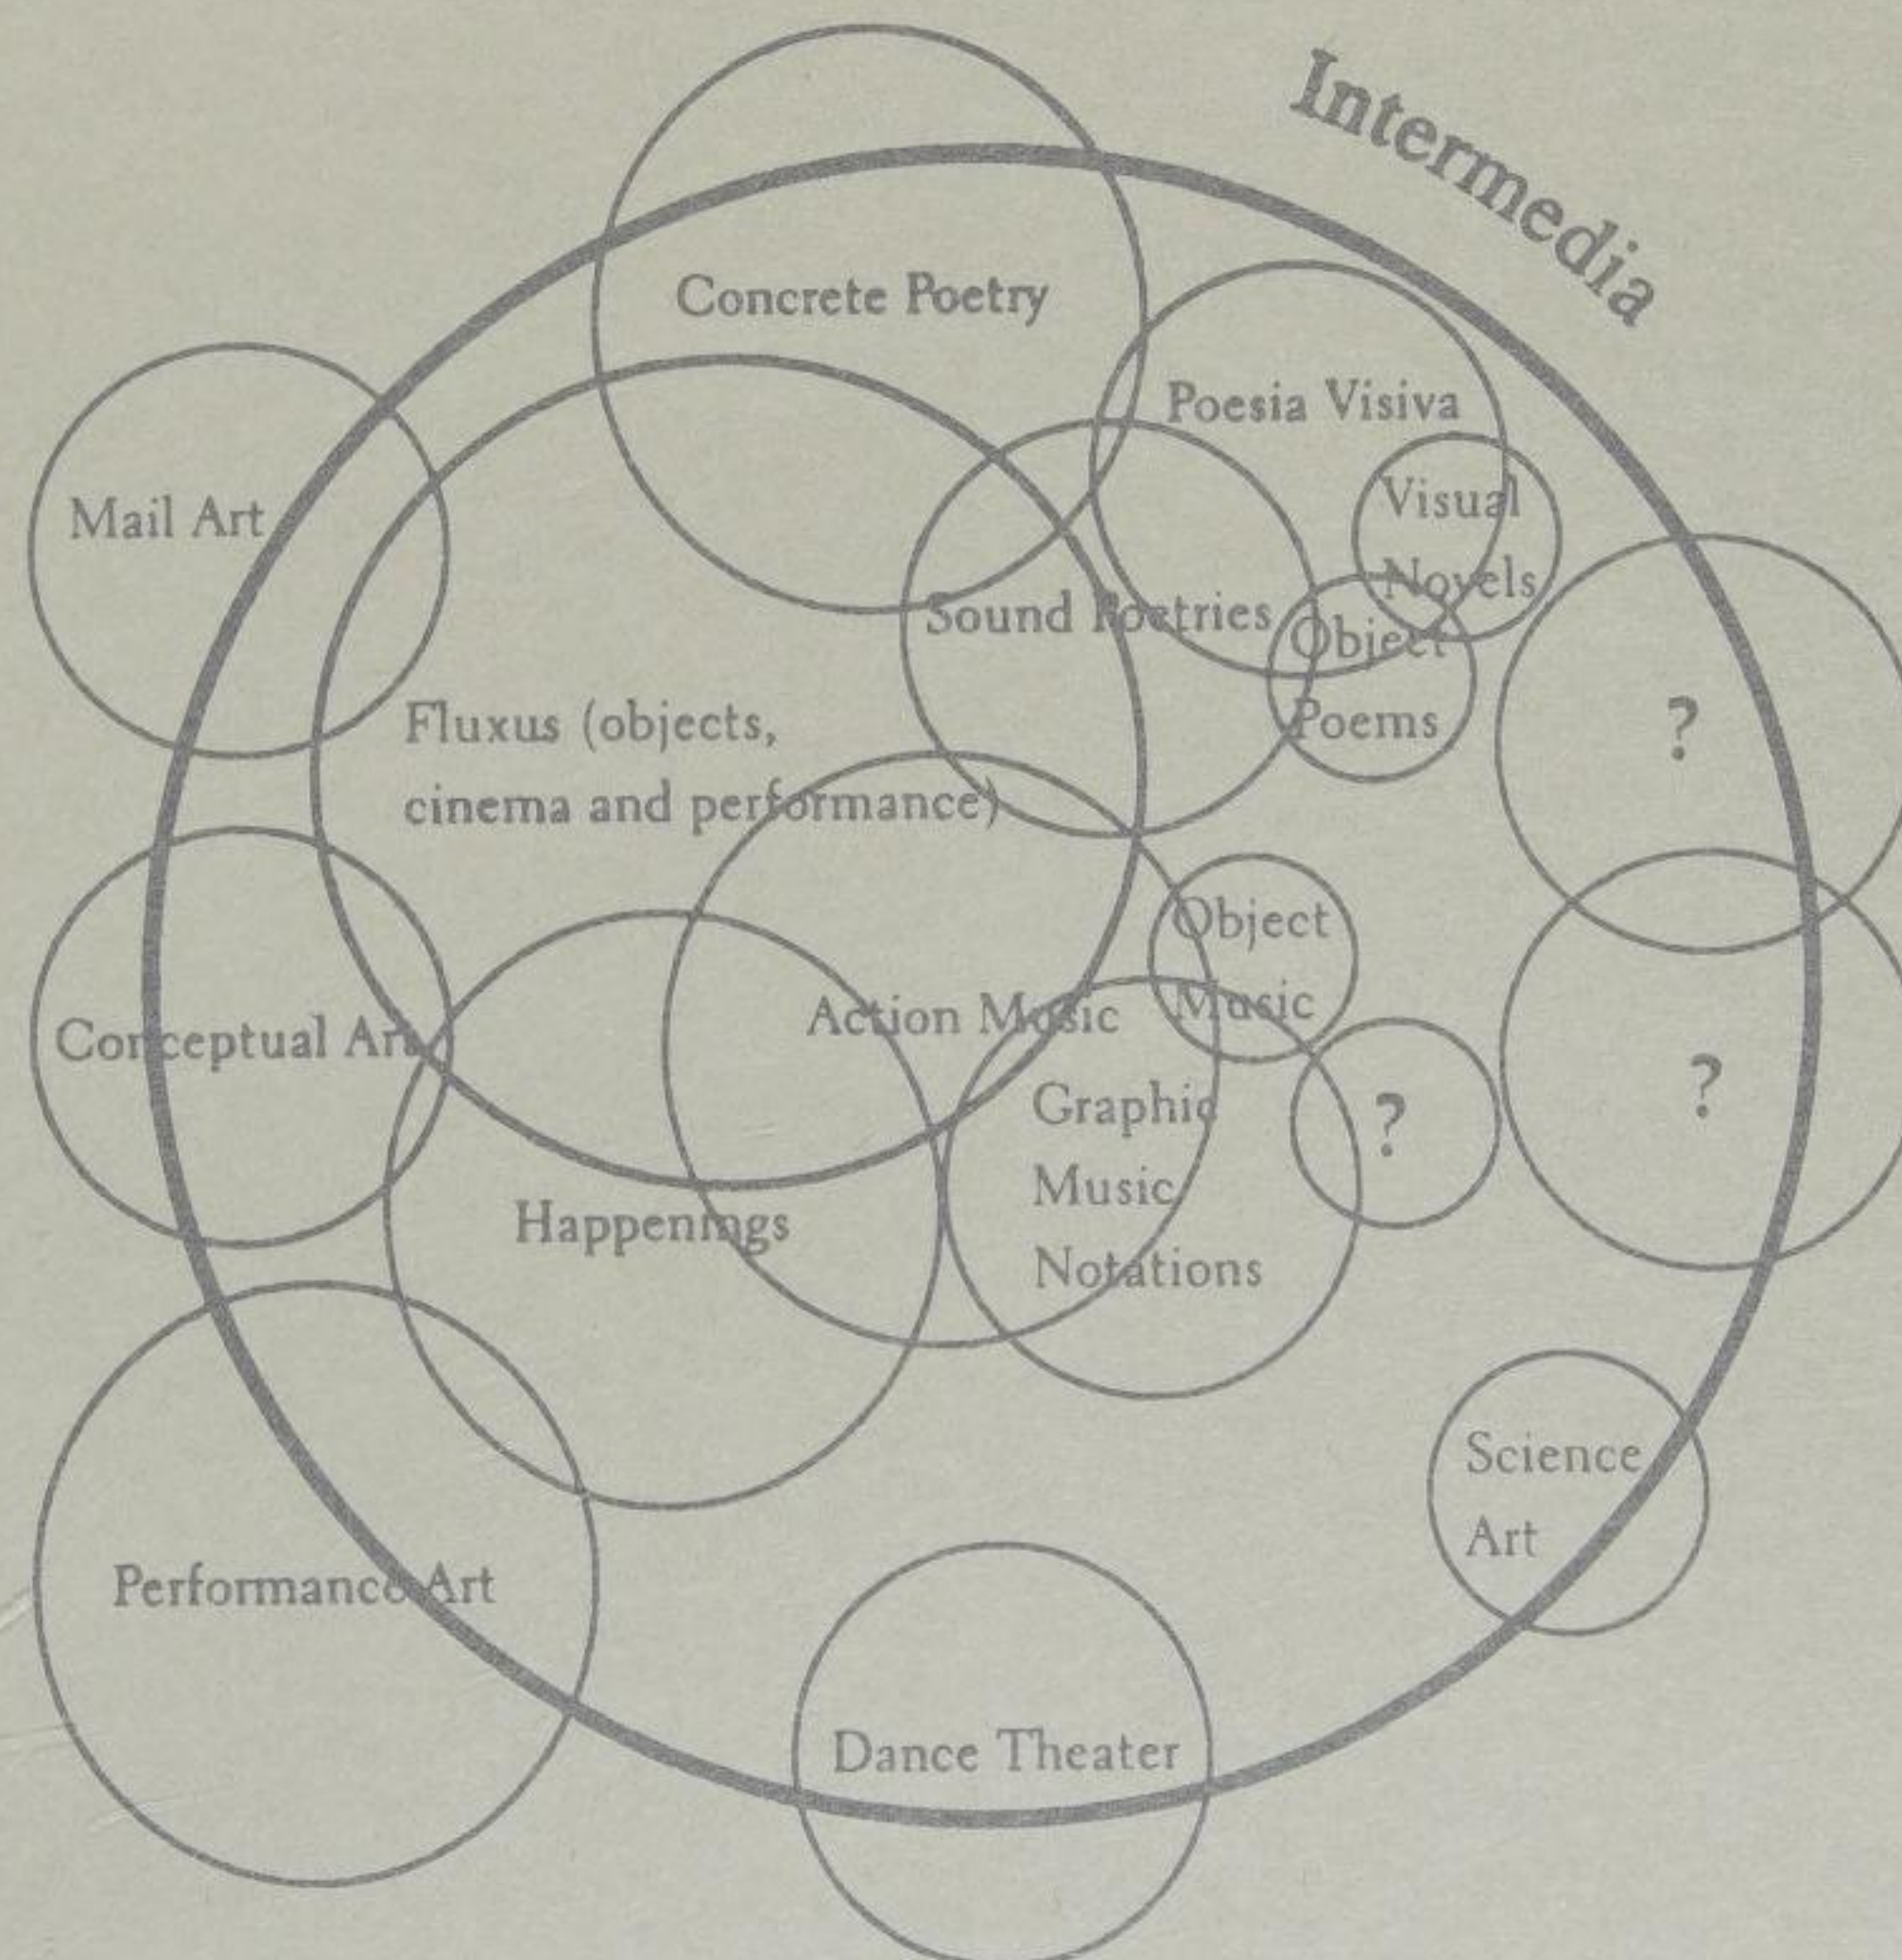 Intermedia
Concrete Poetry
Poesia Visiva
Mail Art
Visual
Novels
Sound Poetries
Object
Poems
Fluxus (objects,
cinema and performance)
?
Object
Music
Conceptual Art
Action Music
Graphic
Music
Notations
?
?
Happenings
Science
Art
Performance Art
Dance Theater